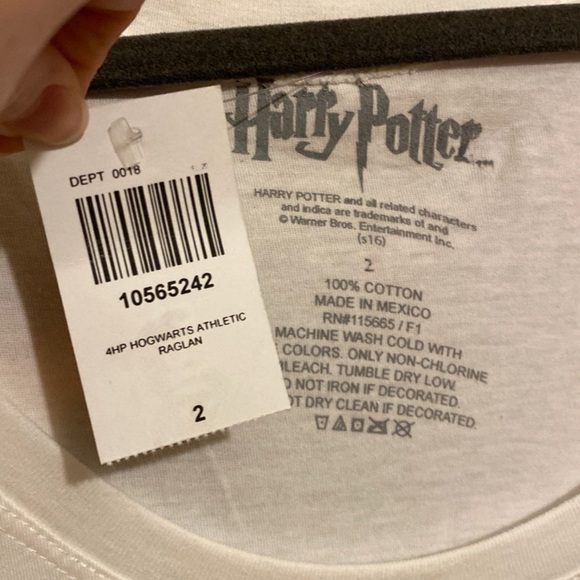 DEPT 0018
10565242
4HP HOGWARTS ATHLETIC
RAGLAN
2
Harry Potter
HARRY POTTER and all related characters
and indica are trademarks of and
© Warner Bros. Entertainment Inc.
(s16)
2
100% COTTON
MADE IN MEXICO
RN#115665 / F1
MACHINE WASH COLD WITH
COLORS. ONLY NON-CHLORINE
BLEACH. TUMBLE DRY LOW.
DO NOT IRON IF DECORATED.
NOT DRY CLEAN IF DECORATED.